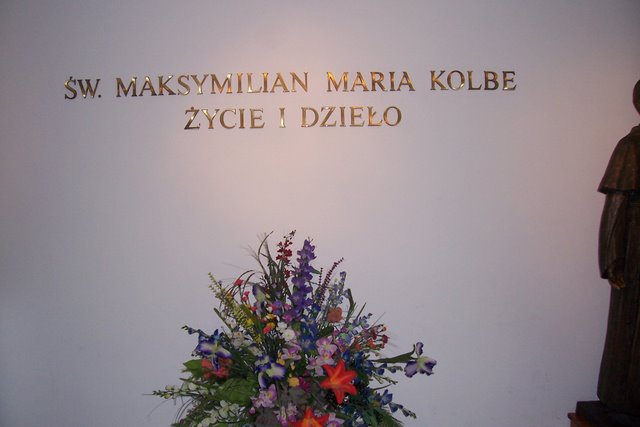 ŚW. MAKSYMILIAN MARIA KOLBE
ŻYCIE I DZIEŁO